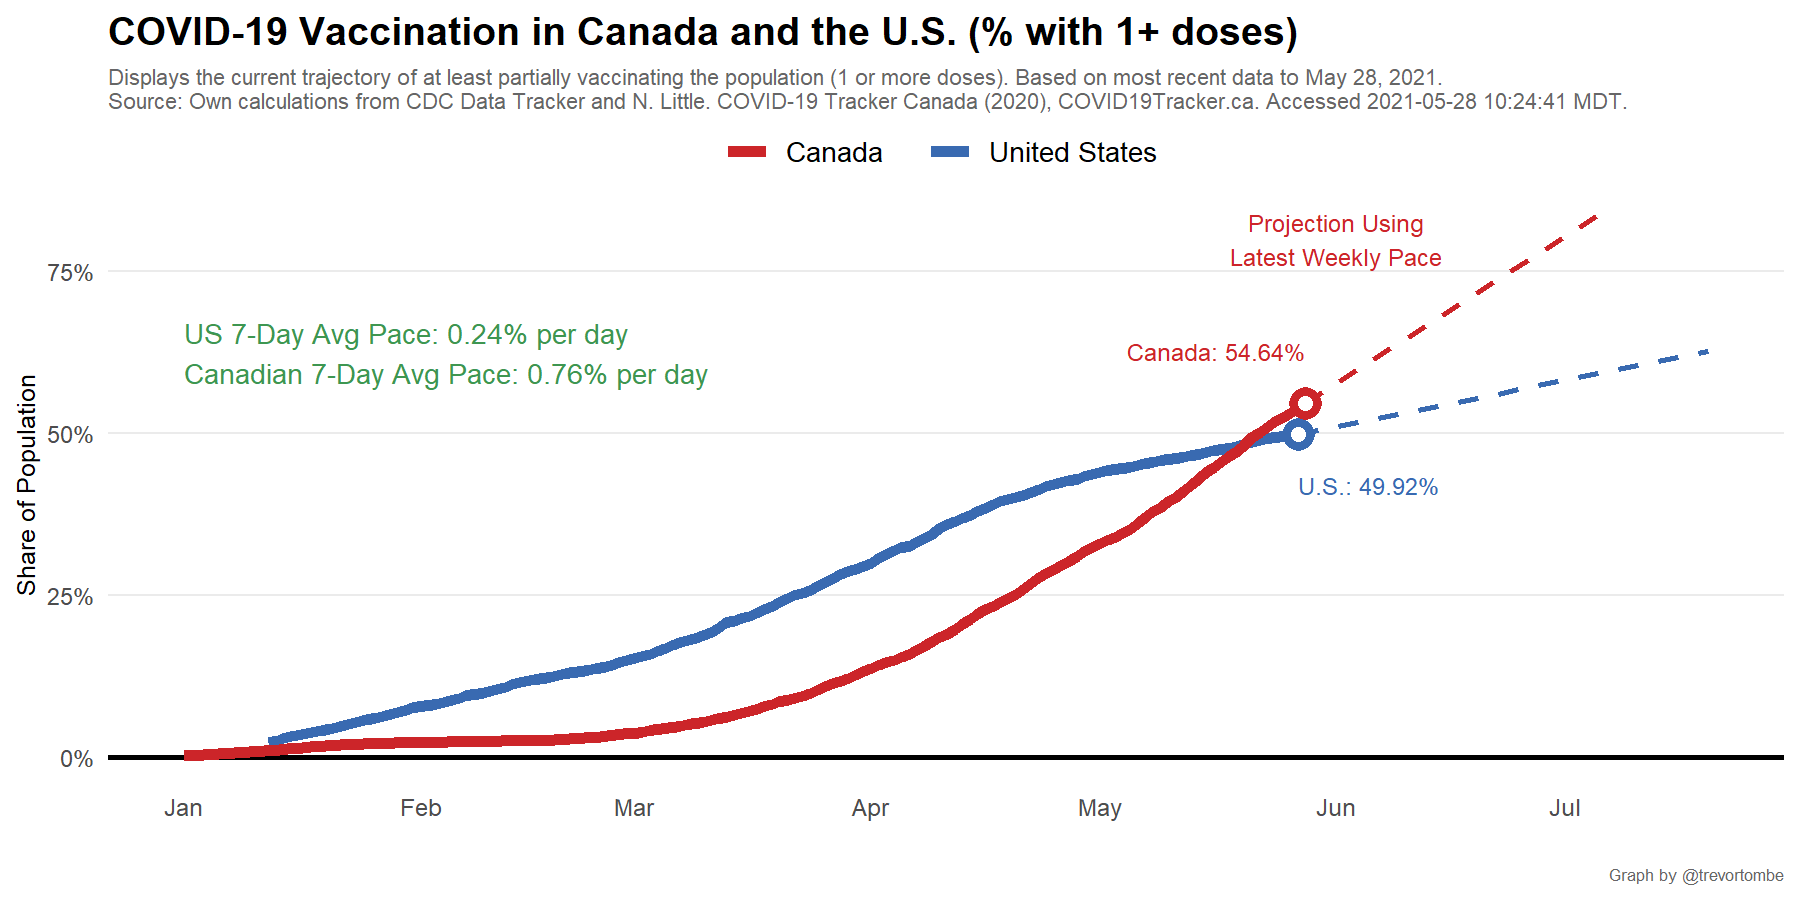 COVID-19 Vaccination in Canada and the U.S. (% with 1+ doses)
Displays the current trajectory of at least partially vaccinating the population (1 or more doses). Based on most recent data to May 28, 2021.
Source: Own calculations from CDC Data Tracker and N. Little. COVID-19 Tracker Canada (2020), COVID19Tracker.ca. Accessed 2021-05-28 10:24:41 MDT.
Canada
United States
Projection Using
Latest Weekly Pace
75%
US 7-Day Avg Pace: 0.24% per day
Canadian 7-Day Avg Pace: 0.76% per day
Canada: 54.64%
50%
U.S.: 49.92%
Share of Population
25%
0%
Jan
Feb
Mar
Apr
May
Jun
Jul
Graph by @trevortombe